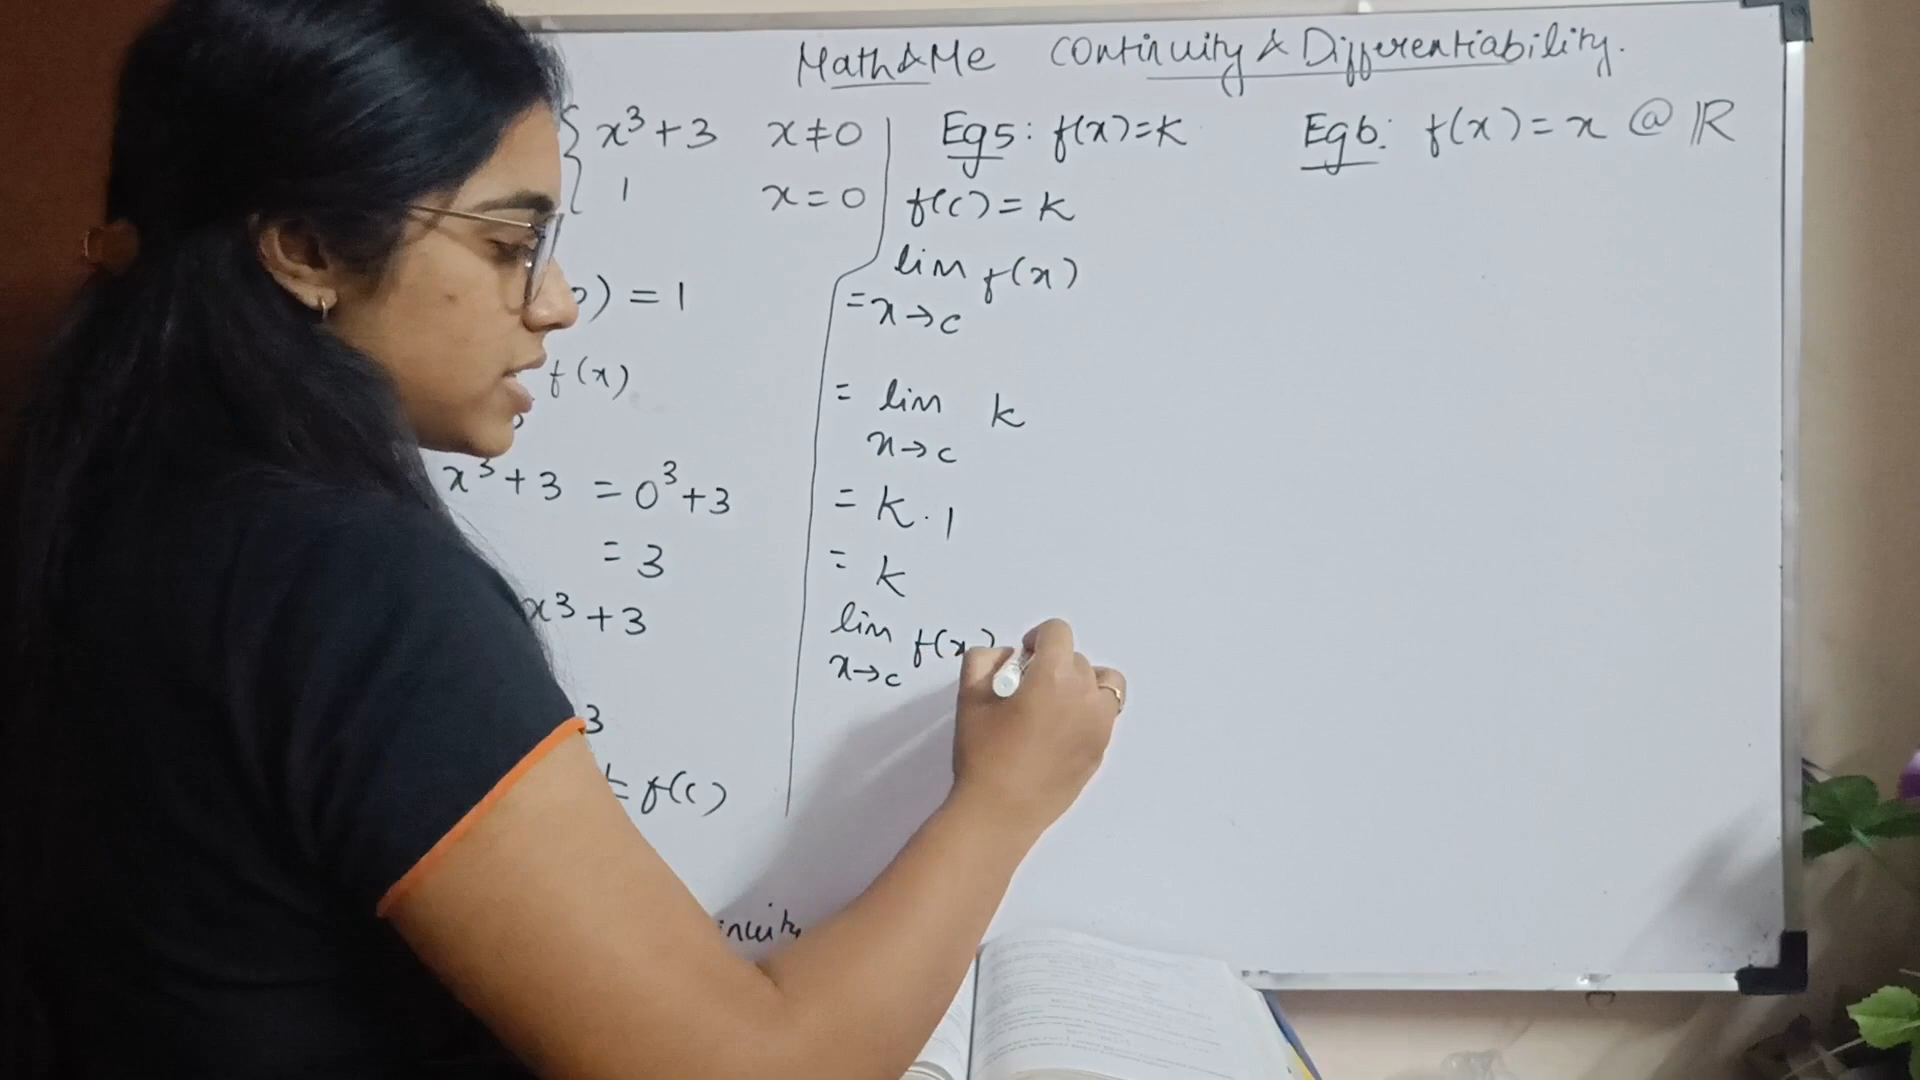 Math&Me Continuity & Differentiability.
{ x³+3 x≠0
1 x=0
) = 1
f(x)
x³+3 = 0³+3
= 3
x³+3
3
f(c)
Eg5: f(x)=K
f(c)=K
lim f(x)
= x→c
= lim k
x→c
= K.1
= K
lim f(x)
x→c
Eg6: f(x)=x @ ℝ